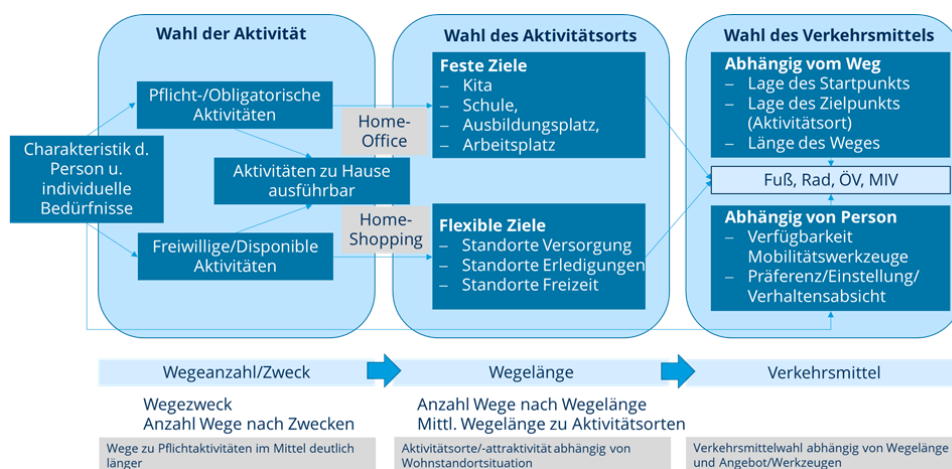 Wahl der Aktivität
Pflicht-/Obligatorische
Aktivitäten
Charakteristik d.
Person u.
individuelle
Bedürfnisse
Aktivitäten zu Hause
ausführbar
Freiwillige/Disponible
Aktivitäten
Home-
Office
Home-
Shopping
Wahl des Aktivitätsorts
Feste Ziele
– Kita
– Schule,
– Ausbildungsplatz,
– Arbeitsplatz
Flexible Ziele
– Standorte Versorgung
– Standorte Erledigungen
– Standorte Freizeit
Wahl des Verkehrsmittels
Abhängig vom Weg
– Lage des Startpunkts
– Lage des Zielpunkts
(Aktivitätsort)
– Länge des Weges
Fuß, Rad, ÖV, MIV
Abhängig von Person
– Verfügbarkeit
Mobilitätswerkzeuge
– Präferenz/Einstellung/
Verhaltensabsicht
Wegeanzahl/Zweck
Wegelänge
Verkehrsmittel
Wegezweck
Anzahl Wege nach Zwecken
Anzahl Wege nach Wegelänge
Mittl. Wegelänge zu Aktivitätsorten
Wege zu Pflichtaktivitäten im Mittel deutlich
länger
Aktivitätsorte/-attraktivität abhängig von
Wohnstandortsituation
Verkehrsmittelwahl abhängig von Wegelänge
und Angebot/Werkzeugen